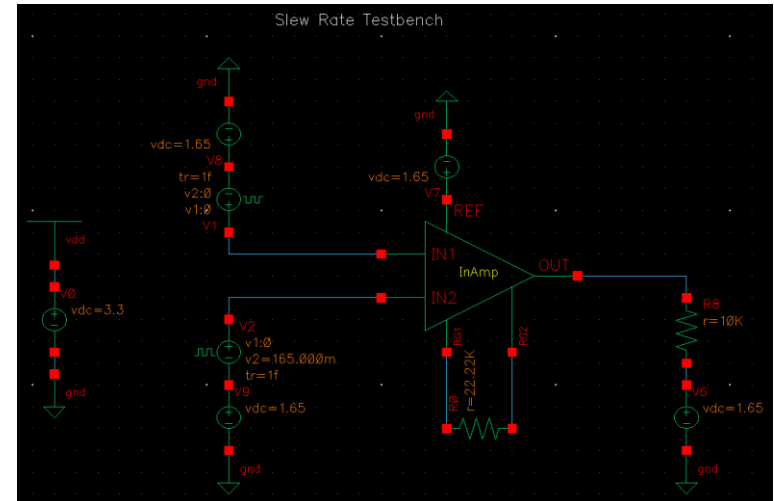 Slew Rate Testbench
gnd
vdc=1.65
V8
tr=1f
v2:0
v1:0
V1
gnd
vdc=1.65
V7
REF
IN1
InAmp
OUT
IN2
vdd
V0
vdc=3.3
gnd
V2
v1:0
v2=165.000m
tr=1f
V9
vdc=1.65
gnd
RG1
RG2
R0
r=22.22K
R8
r=10K
V6
vdc=1.65
gnd